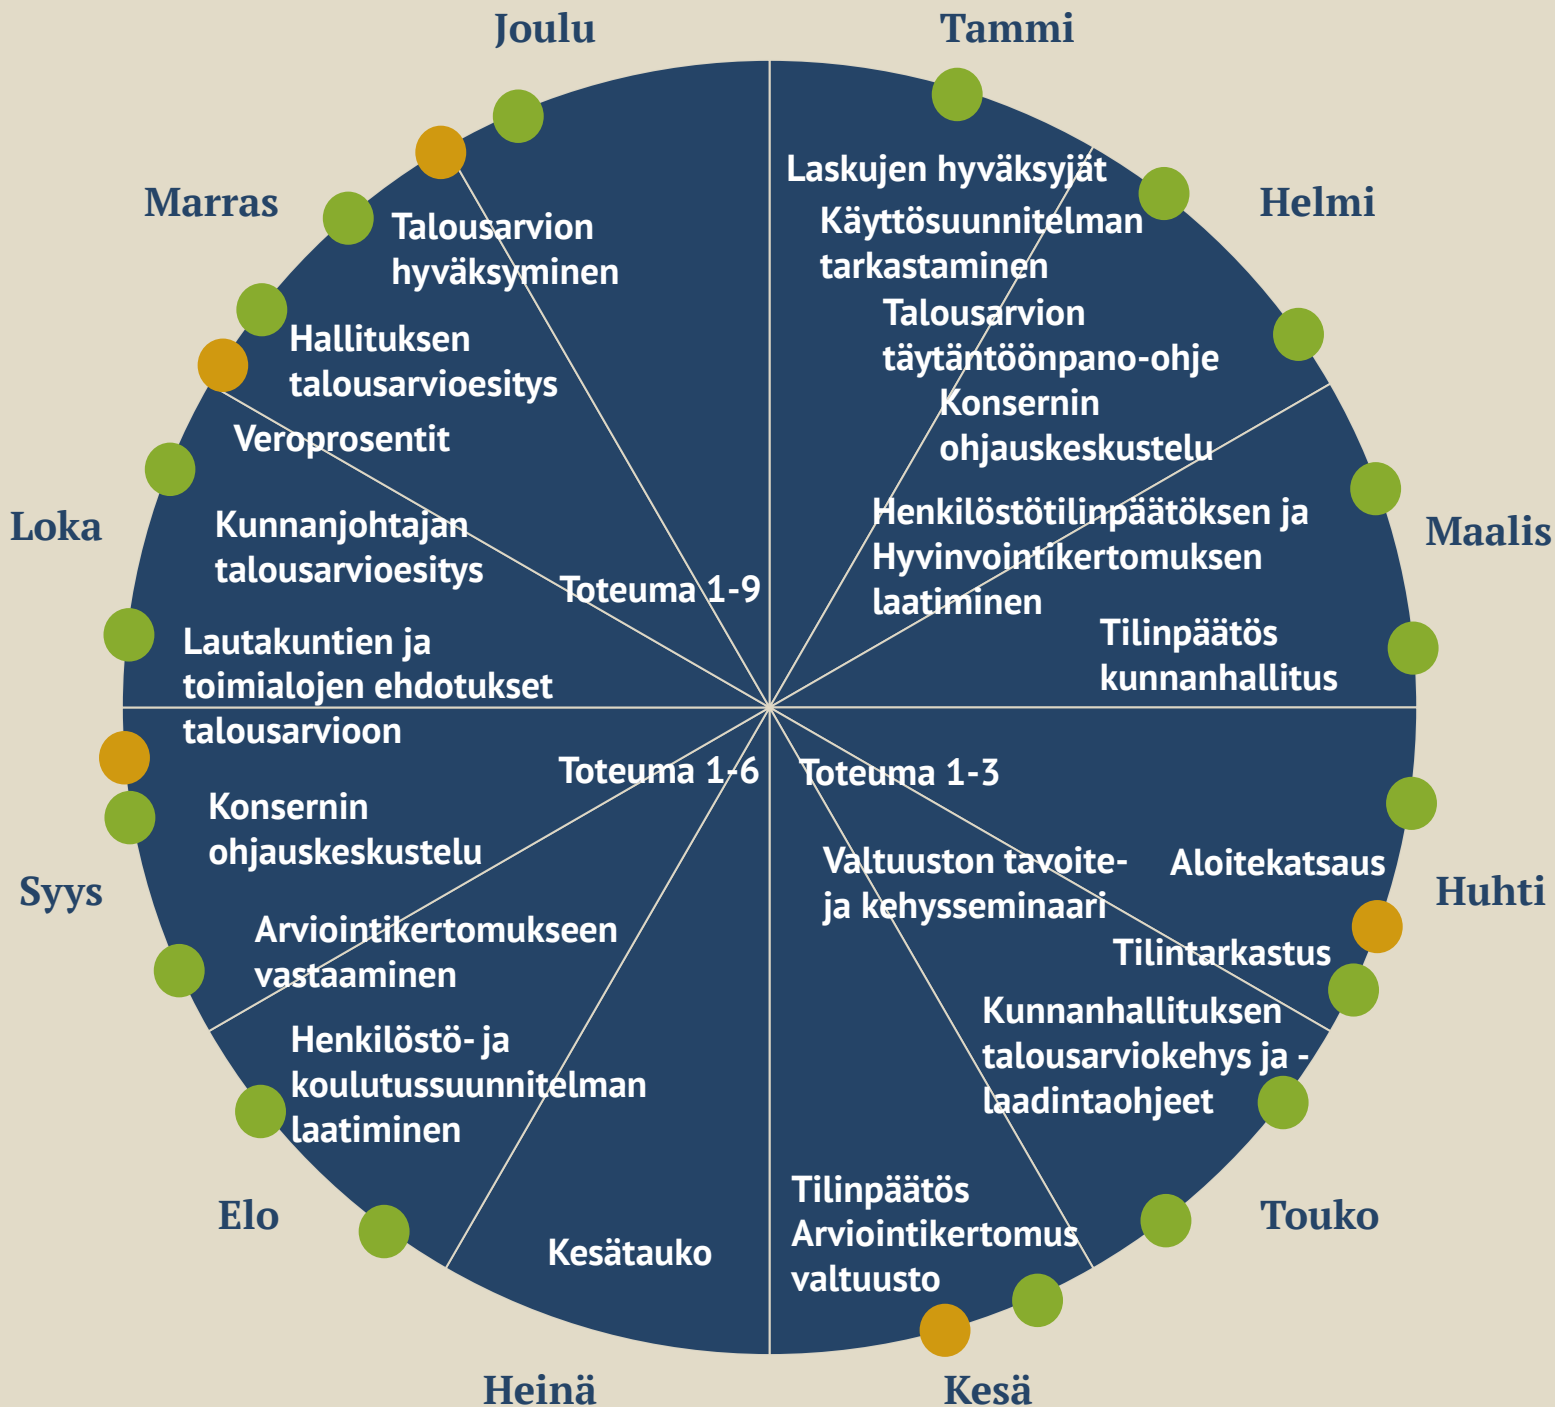 Joulu
Tammi
Marras
Helmi
Laskujen hyväksyjät
Käyttösuunnitelman
tarkastaminen
Talousarvion
täytäntöönpano-ohje
Konsernin
ohjauskeskustelu
Maalis
Henkilöstötilinpäätöksen ja
Hyvinvointikertomuksen
laatiminen
Tilinpäätös
kunnanhallitus
Toteuma 1-3
Huhti
Aloitekatsaus
Valtuuston tavoite-
ja kehysseminaari
Tilintarkastus
Kunnanhallituksen
talousarviokehys ja -
laadintaohjeet
Touko
Tilinpäätös
Arviointikertomus
valtuusto
Kesä
Heinä
Kesätauko
Elo
Henkilöstö- ja
koulutussuunnitelman
laatiminen
Arviointikertomukseen
vastaaminen
Syys
Konsernin
ohjauskeskustelu
Toteuma 1-6
Lautakuntien ja
toimialojen ehdotukset
talousarvioon
Loka
Kunnanjohtajan
talousarvioesitys
Toteuma 1-9
Veroprosentit
Hallituksen
talousarvioesitys
Talousarvion
hyväksyminen